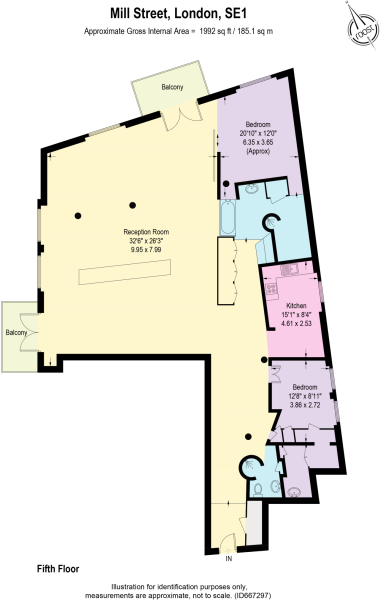 Mill Street, London, SE1
Approximate Gross Internal Area = 1992 sq ft / 185.1 sq m
ROOST
Balcony
Bedroom
20'10" x 12'0"
6.35 x 3.65
(Approx)
Reception Room
32'8" x 26'3"
9.95 x 7.99
Kitchen
15'1" x 8'4"
4.61 x 2.53
Balcony
Bedroom
12'8" x 8'11"
3.86 x 2.72
IN
Fifth Floor
Illustration for identification purposes only,
measurements are approximate, not to scale. (ID667297)